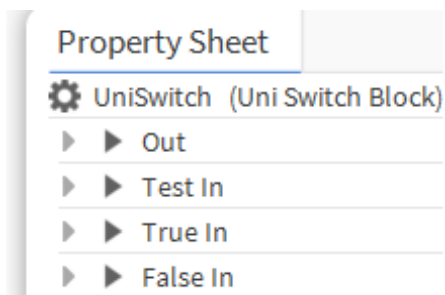 Property Sheet
UniSwitch (Uni Switch Block)
Out
Test In
True In
False In